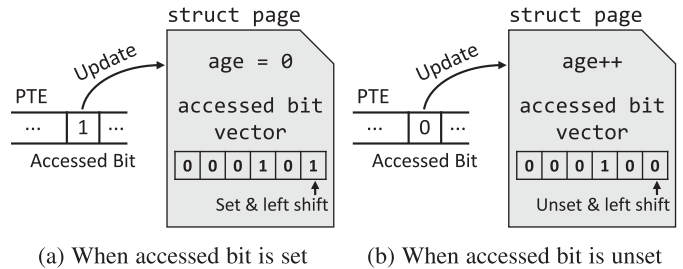 struct page
Update
age = 0
PTE
... 1 ...
Accessed Bit
accessed bit
vector
0 0 0 1 0 1
Set & left shift
(a) When accessed bit is set
struct page
Update
age++
PTE
... 0 ...
Accessed Bit
accessed bit
vector
0 0 0 1 0 0
Unset & left shift
(b) When accessed bit is unset